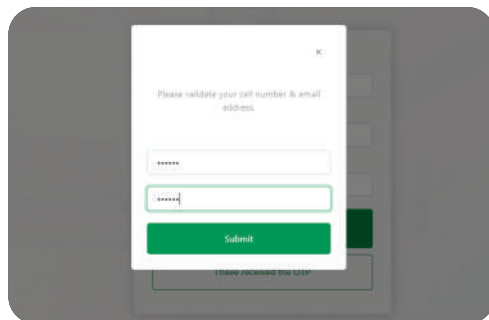 ×
Please validate your cell number & email
address
••••••
••••••
Submit
I have received the OTP